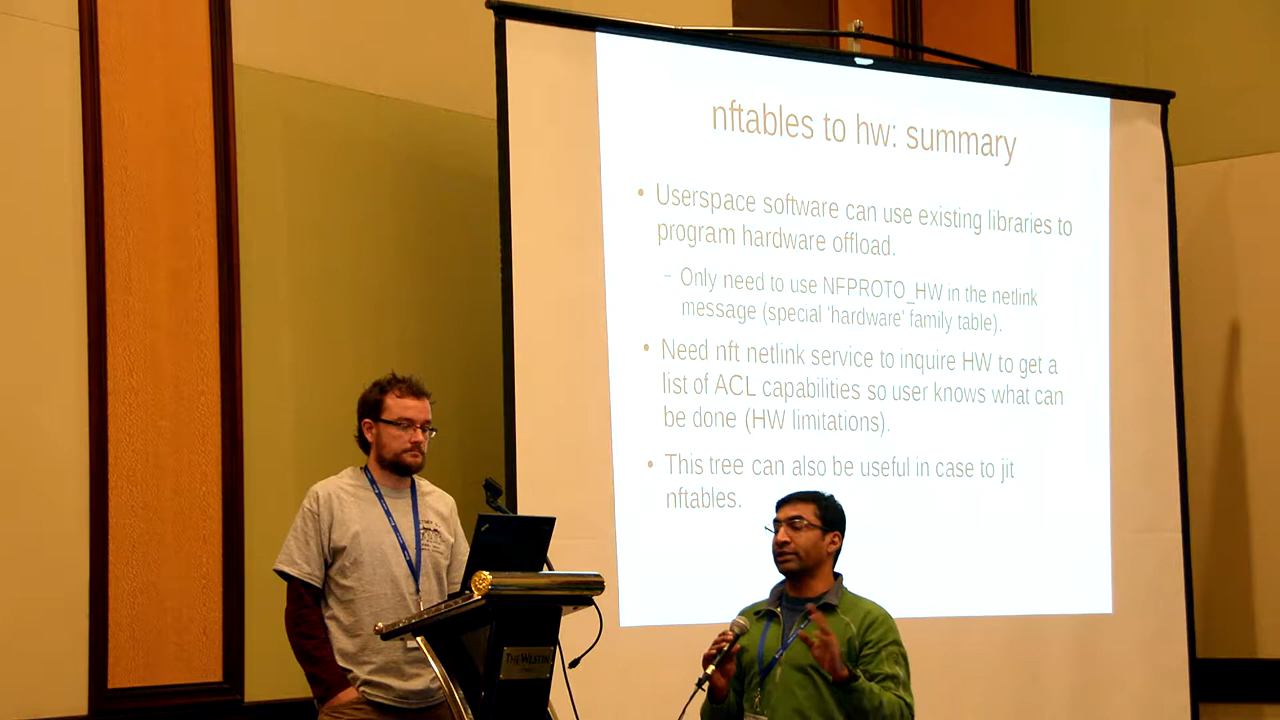 nftables to hw: summary
• Userspace software can use existing libraries to
program hardware offload.
– Only need to use NFPROTO_HW in the netlink
message (special 'hardware' family table).
• Need nft netlink service to inquire HW to get a
list of ACL capabilities so user knows what can
be done (HW limitations).
• This tree can also be useful in case to jit
nftables.
THE WESTIN